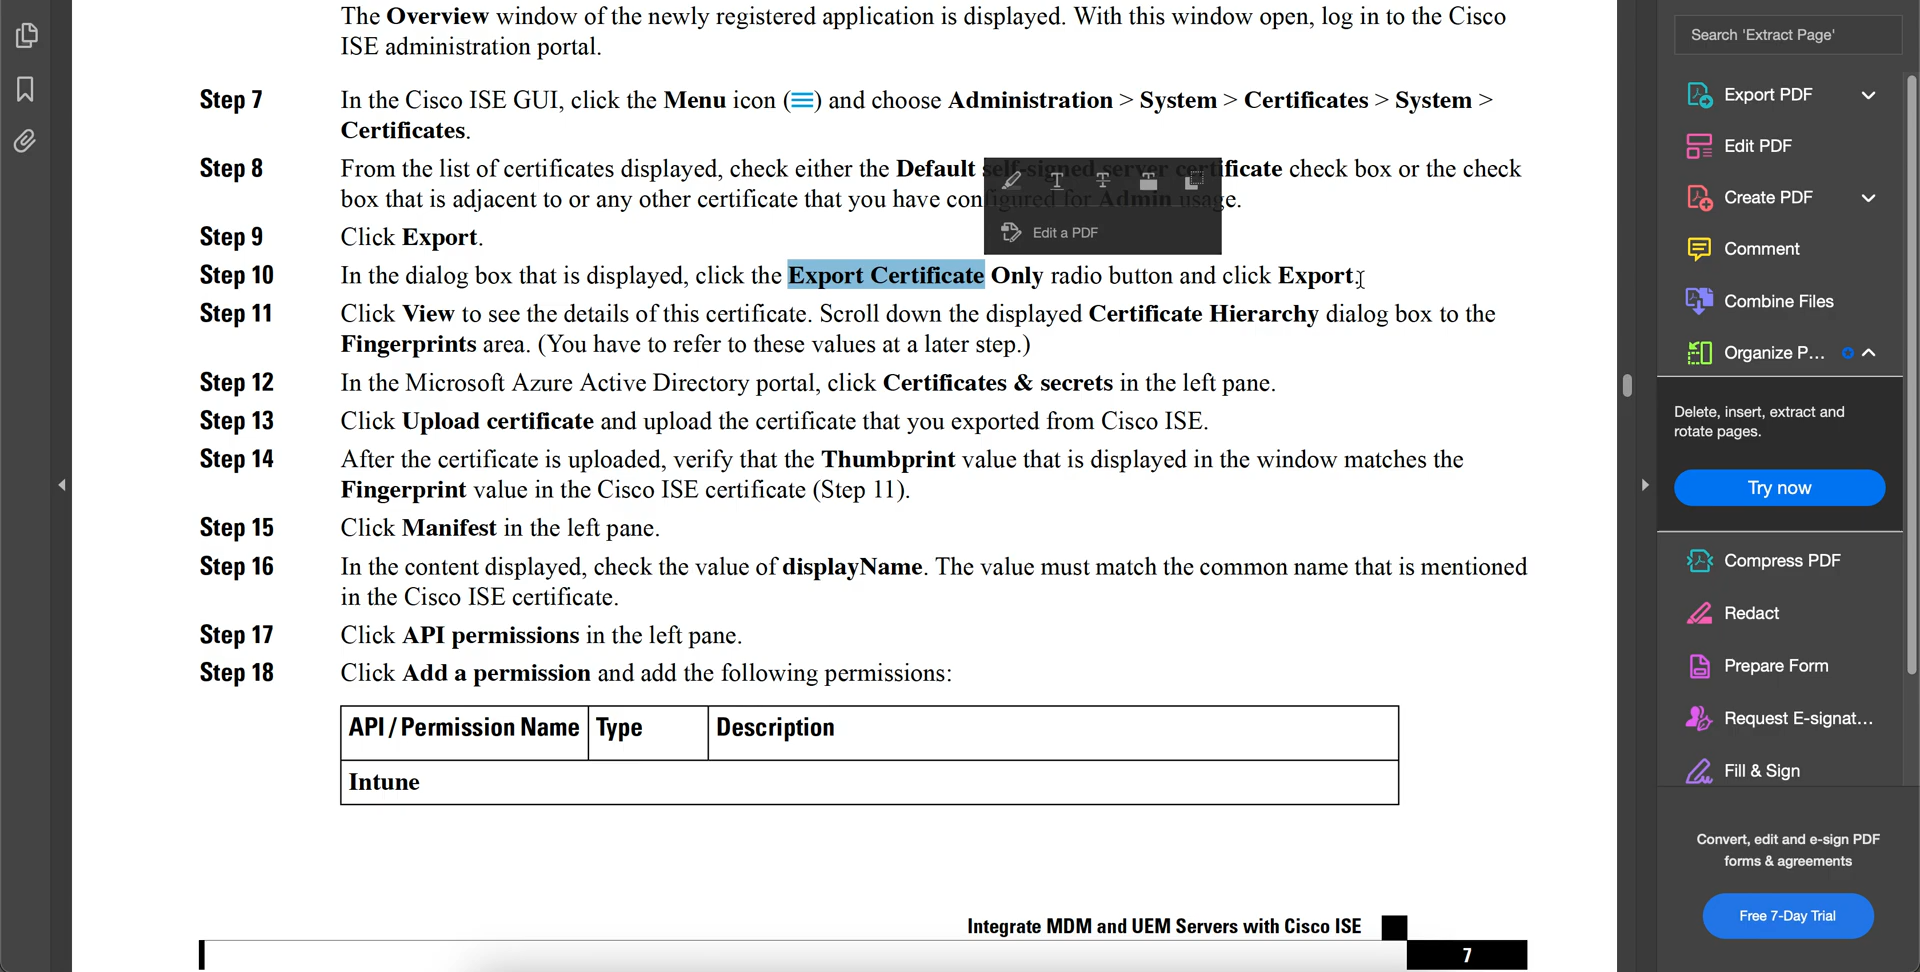 The Overview window of the newly registered application is displayed. With this window open, log in to the Cisco
ISE administration portal.
Step 7 In the Cisco ISE GUI, click the Menu icon ( ) and choose Administration > System > Certificates > System >
Certificates.
Step 8 From the list of certificates displayed, check either the Default self-signed server certificate check box or the check
box that is adjacent to or any other certificate that you have configured for Admin usage.
Edit a PDF
Step 9 Click Export.
Step 10 In the dialog box that is displayed, click the Export Certificate Only radio button and click Export.
Step 11 Click View to see the details of this certificate. Scroll down the displayed Certificate Hierarchy dialog box to the
Fingerprints area. (You have to refer to these values at a later step.)
Step 12 In the Microsoft Azure Active Directory portal, click Certificates & secrets in the left pane.
Step 13 Click Upload certificate and upload the certificate that you exported from Cisco ISE.
Step 14 After the certificate is uploaded, verify that the Thumbprint value that is displayed in the window matches the
Fingerprint value in the Cisco ISE certificate (Step 11).
Step 15 Click Manifest in the left pane.
Step 16 In the content displayed, check the value of displayName. The value must match the common name that is mentioned
in the Cisco ISE certificate.
Step 17 Click API permissions in the left pane.
Step 18 Click Add a permission and add the following permissions:
API / Permission Name Type Description
Intune
Integrate MDM and UEM Servers with Cisco ISE
7
Search 'Extract Page'
Export PDF
Edit PDF
Create PDF
Comment
Combine Files
Organize P...
Delete, insert, extract and
rotate pages.
Try now
Compress PDF
Redact
Prepare Form
Request E-signat...
Fill & Sign
Convert, edit and e-sign PDF
forms & agreements
Free 7-Day Trial